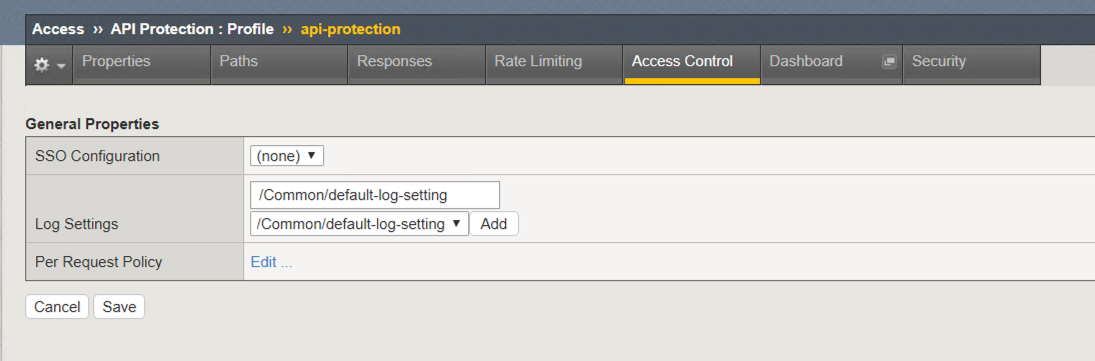 Access ›› API Protection : Profile ›› api-protection
Properties Paths Responses Rate Limiting Access Control Dashboard Security
General Properties
SSO Configuration (none)
/Common/default-log-setting
Log Settings /Common/default-log-setting Add
Per Request Policy Edit ...
Cancel Save